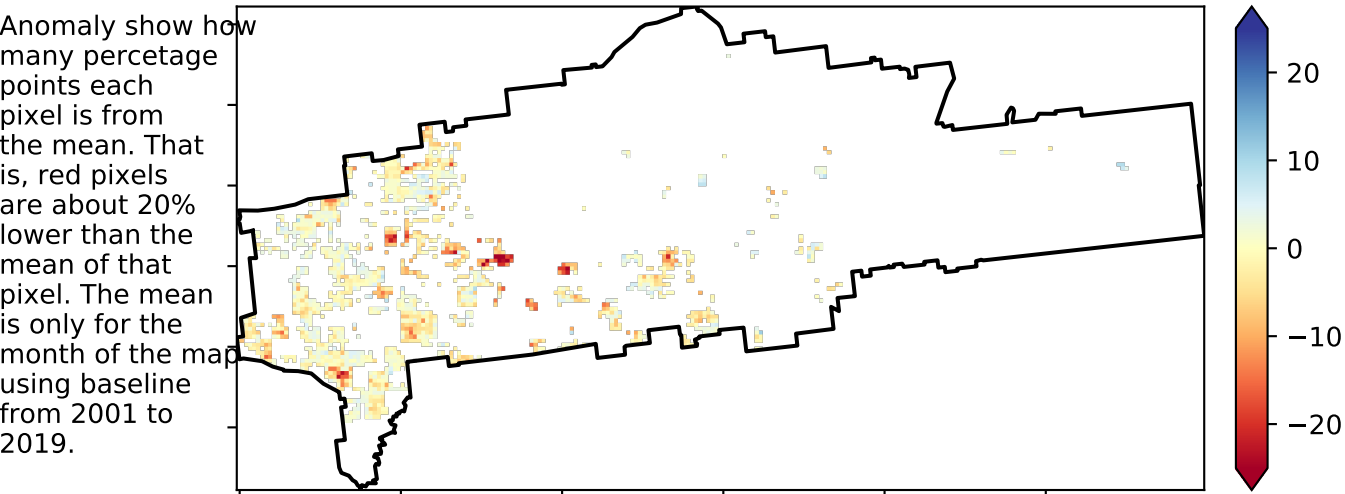 Anomaly show how
many percetage
points each
pixel is from
the mean. That
is, red pixels
are about 20%
lower than the
mean of that
pixel. The mean
is only for the
month of the map
using baseline
from 2001 to
2019.
20
10
0
−10
−20